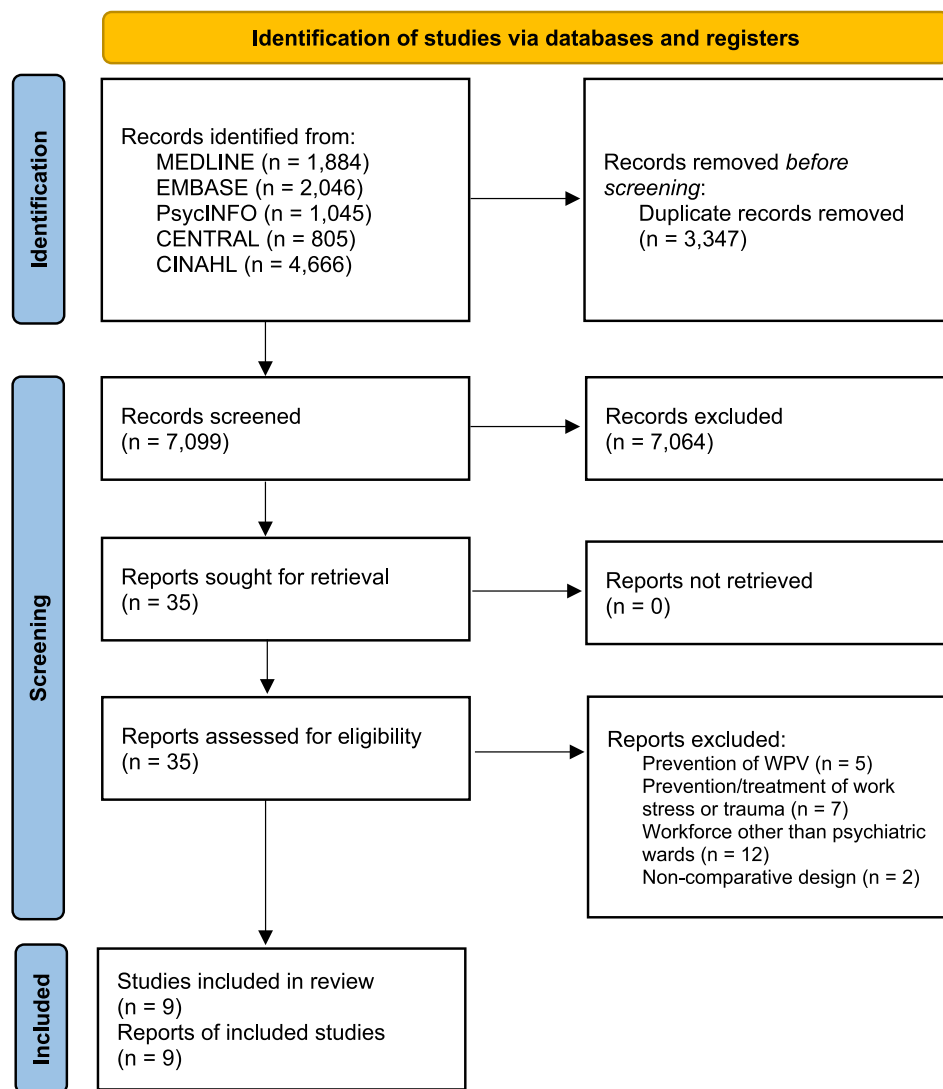 Identification of studies via databases and registers
Identification
Records identified from:
MEDLINE (n = 1,884)
EMBASE (n = 2,046)
PsycINFO (n = 1,045)
CENTRAL (n = 805)
CINAHL (n = 4,666)
Records removed before
screening:
Duplicate records removed
(n = 3,347)
Screening
Records screened
(n = 7,099)
Records excluded
(n = 7,064)
Reports sought for retrieval
(n = 35)
Reports not retrieved
(n = 0)
Reports assessed for eligibility
(n = 35)
Reports excluded:
Prevention of WPV (n = 5)
Prevention/treatment of work
stress or trauma (n = 7)
Workforce other than psychiatric
wards (n = 12)
Non-comparative design (n = 2)
Included
Studies included in review
(n = 9)
Reports of included studies
(n = 9)